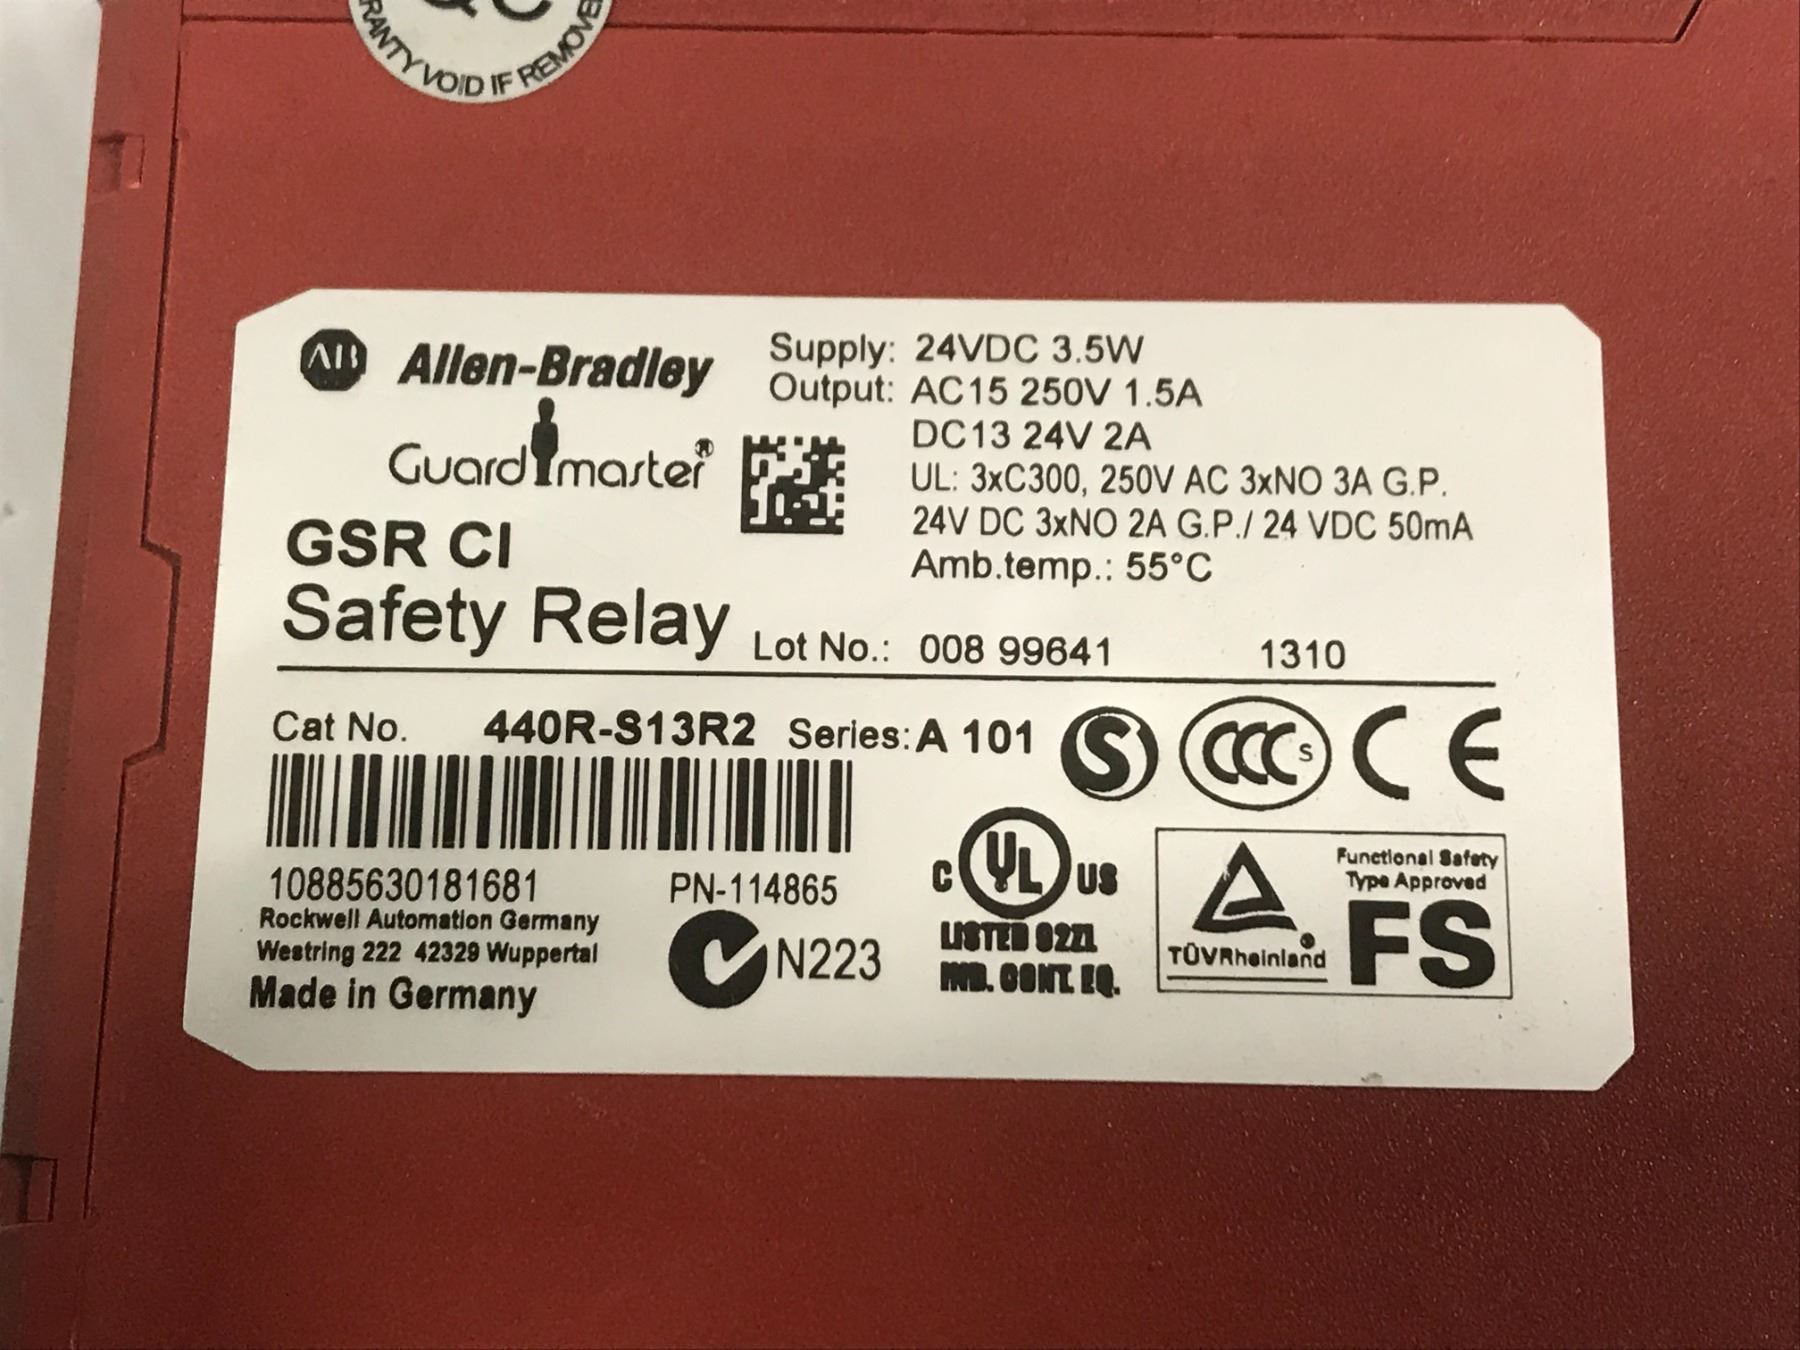 RANTY VOID IF REMOVE
AB Allen-Bradley
Guardmaster®
GSR CI
Safety Relay
Supply: 24VDC 3.5W
Output: AC15 250V 1.5A
DC13 24V 2A
UL: 3xC300, 250V AC 3xNO 3A G.P.
24V DC 3xNO 2A G.P./ 24 VDC 50mA
Amb.temp.: 55°C
Lot No.: 008 99641 1310
Cat No. 440R-S13R2 Series: A 101
S CCC S CE
10885630181681 PN-114865
Rockwell Automation Germany
Westring 222 42329 Wuppertal
Made in Germany
N223
C UL US
LISTED 92ZL
IND. CONT. EQ.
TÜVRheinland®
Functional Safety
Type Approved
FS